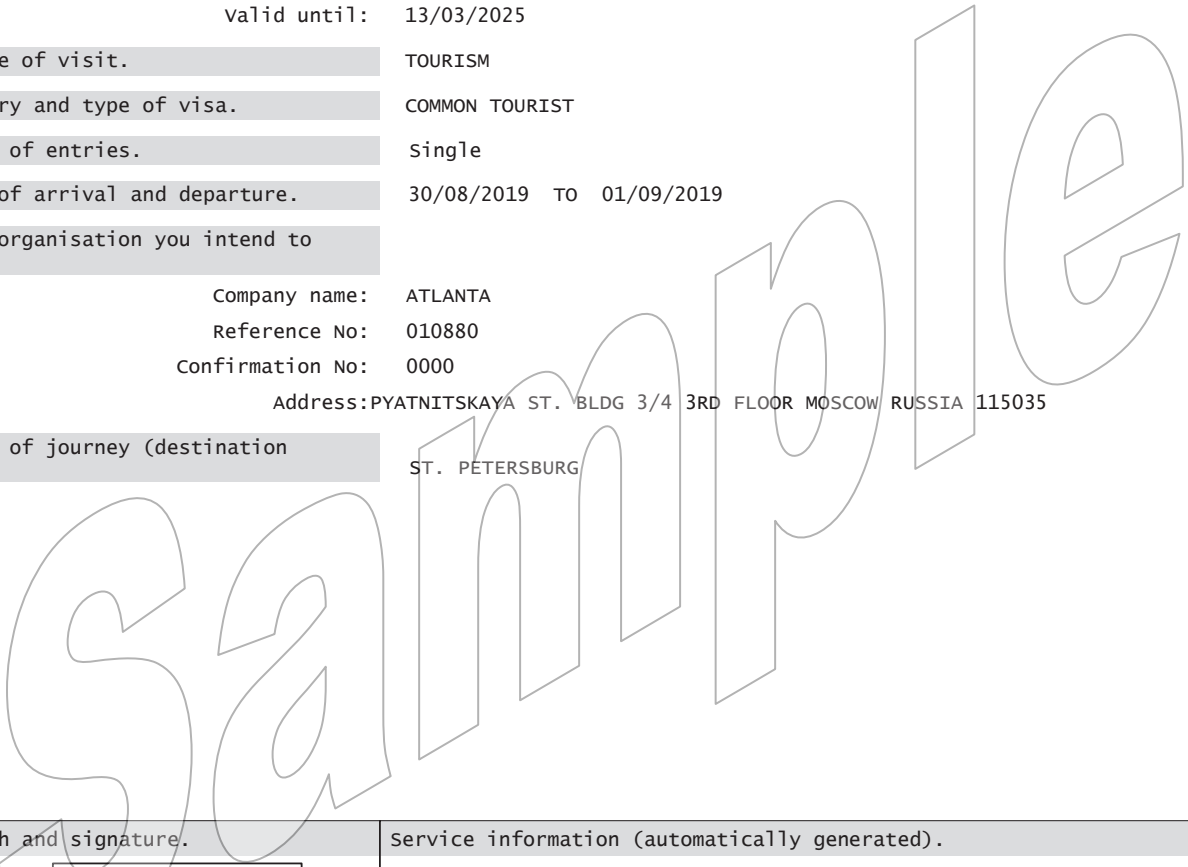 Valid until: 13/03/2025
e of visit. TOURISM
ry and type of visa. COMMON TOURIST
of entries. Single
of arrival and departure. 30/08/2019 TO 01/09/2019
organisation you intend to
Company name: ATLANTA
Reference No: 010880
Confirmation No: 0000
Address:PYATNITSKAYA ST. BLDG 3/4 3RD FLOOR MOSCOW RUSSIA 115035
of journey (destination
ST. PETERSBURG
sample
h and signature. Service information (automatically generated).